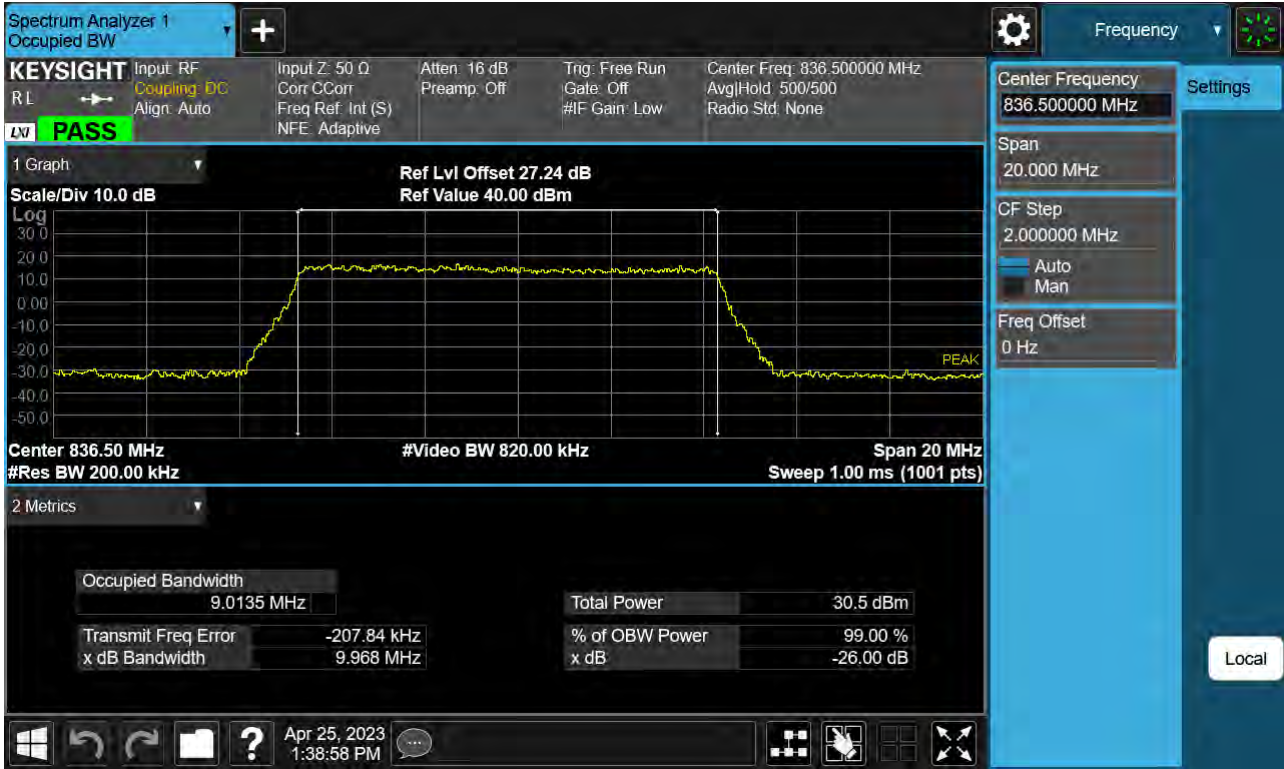 Spectrum Analyzer 1
Occupied BW
Frequency
KEYSIGHT
R L
LXI PASS
Input: RF
Coupling: DC
Align: Auto
Input Z: 50 Ω
Corr CCorr
Freq Ref: Int (S)
NFE: Adaptive
Atten: 16 dB
Preamp: Off
Trig: Free Run
Gate: Off
#IF Gain: Low
Center Freq: 836.500000 MHz
Avg|Hold: 500/500
Radio Std: None
Center Frequency
836.500000 MHz
Settings
Span
20.000 MHz
CF Step
2.000000 MHz
Auto
Man
Freq Offset
0 Hz
1 Graph
Scale/Div 10.0 dB
Ref Lvl Offset 27.24 dB
Ref Value 40.00 dBm
Log
30.0
20.0
10.0
0.00
-10.0
-20.0
-30.0
-40.0
-50.0
PEAK
Center 836.50 MHz
#Video BW 820.00 kHz
Span 20 MHz
#Res BW 200.00 kHz
Sweep 1.00 ms (1001 pts)
2 Metrics
Occupied Bandwidth
9.0135 MHz
Total Power 30.5 dBm
Transmit Freq Error -207.84 kHz
% of OBW Power 99.00 %
x dB Bandwidth 9.968 MHz
x dB -26.00 dB
Local
?
Apr 25, 2023
1:38:58 PM